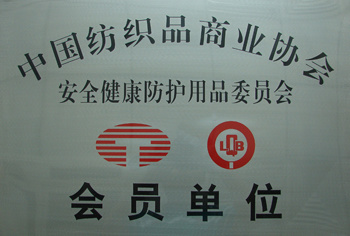 中国纺织品商业协会
安全健康防护用品委员会
LQB
会员单位